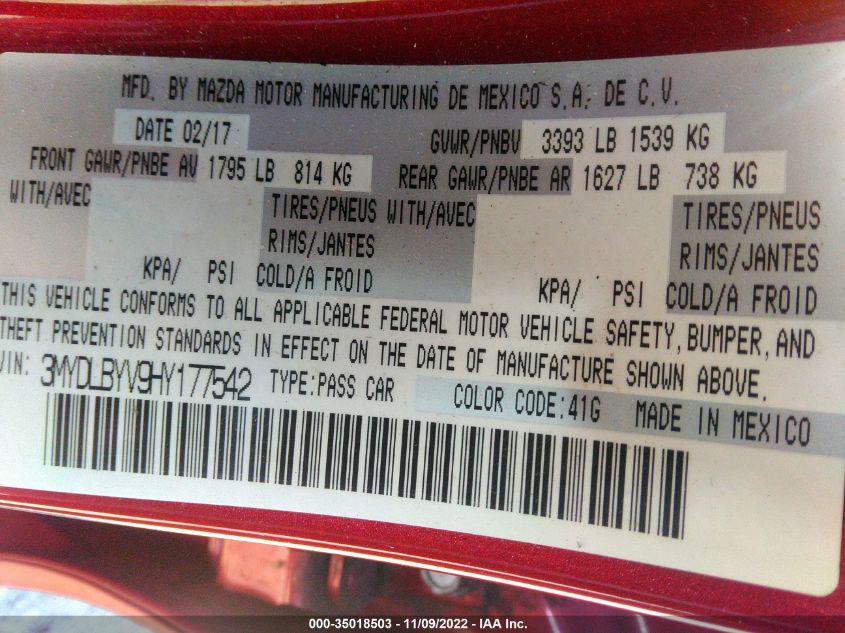 MFD. BY MAZDA MOTOR MANUFACTURING DE MEXICO S.A. DE C.V.
DATE 02/17 GVWR/PNBV 3393 LB 1539 KG
FRONT GAWR/PNBE AV 1795 LB 814 KG REAR GAWR/PNBE AR 1627 LB 738 KG
WITH/AVEC TIRES/PNEUS WITH/AVEC TIRES/PNEUS
RIMS/JANTES RIMS/JANTES
KPA/ PSI COLD/A FROID KPA/ PSI COLD/A FROID
THIS VEHICLE CONFORMS TO ALL APPLICABLE FEDERAL MOTOR VEHICLE SAFETY, BUMPER, AND
THEFT PREVENTION STANDARDS IN EFFECT ON THE DATE OF MANUFACTURE SHOWN ABOVE.
VIN: 3MYDLBYV9HY177542 TYPE:PASS CAR COLOR CODE:41G MADE IN MEXICO
000-35018503 - 11/09/2022 - IAA Inc.